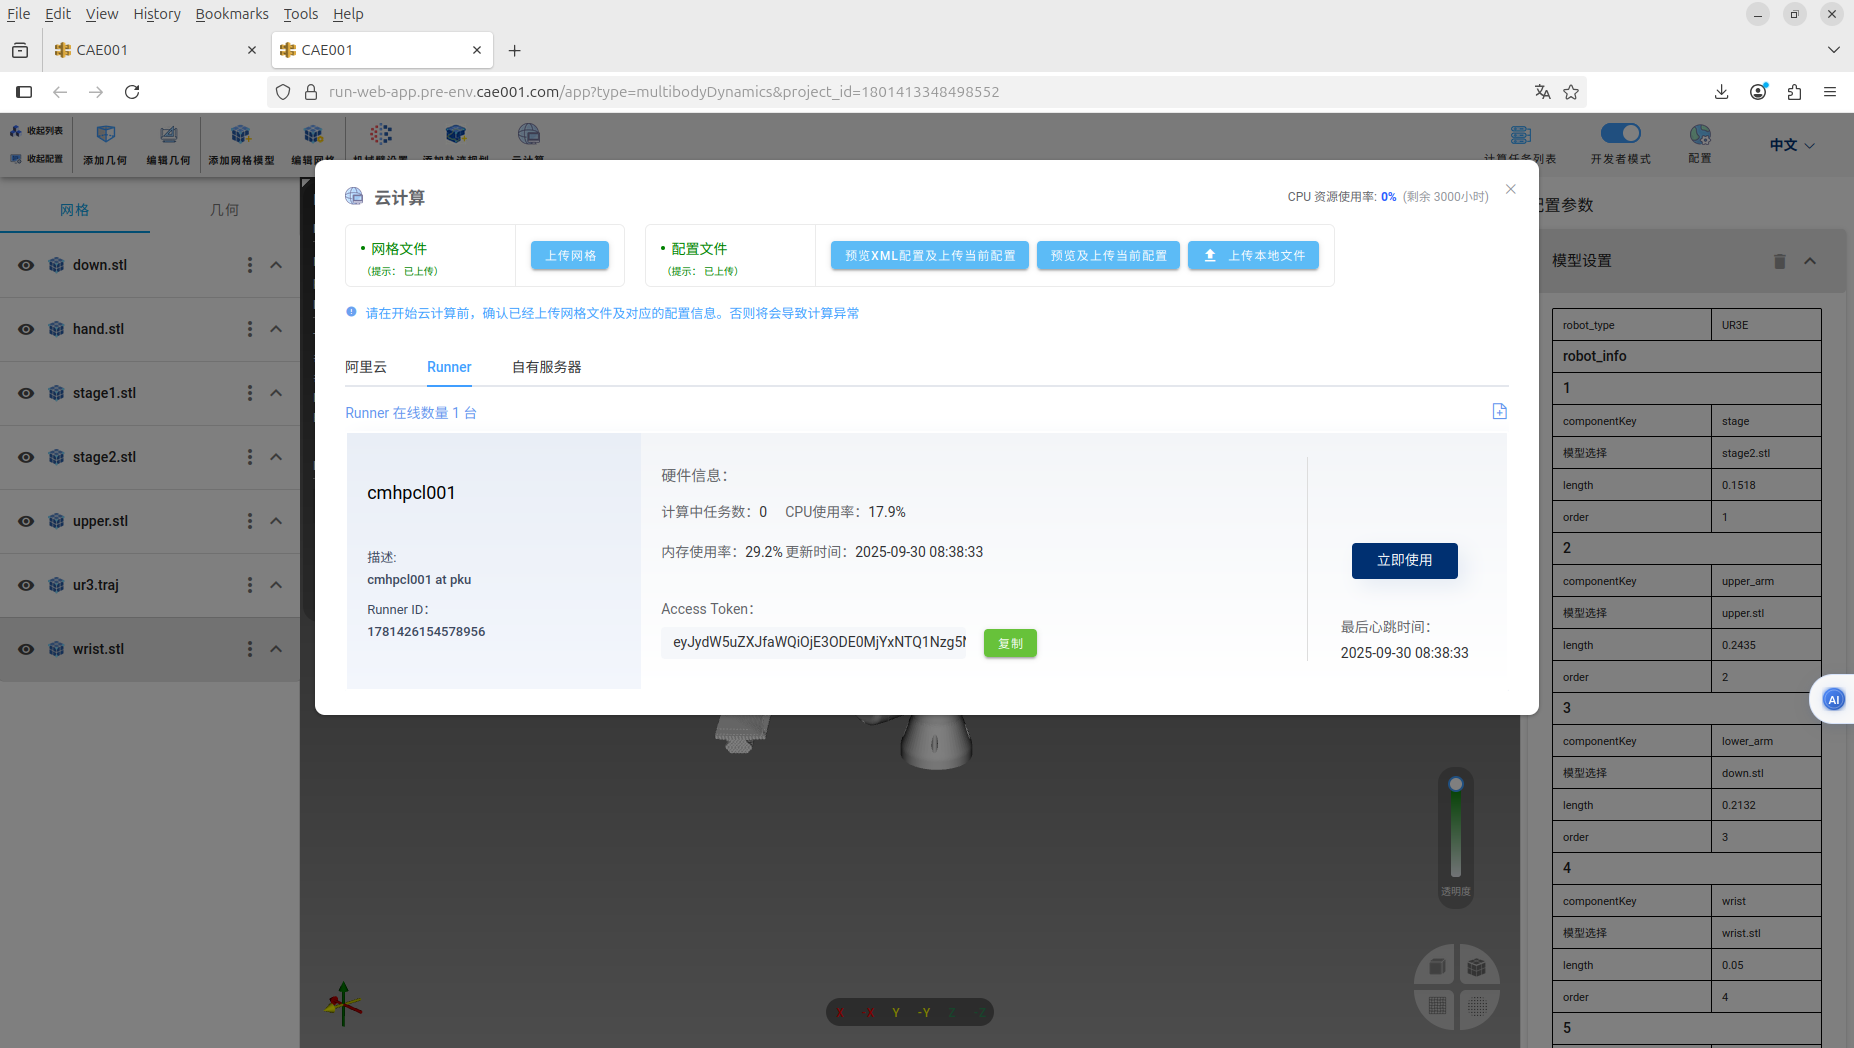 File Edit View History Bookmarks Tools Help
CAE001
CAE001
run-web-app.pre-env.cae001.com/app?type=multibodyDynamics&project_id=1801413348498552
收起列表
收起配置
添加几何
编辑几何
添加网格模型
编辑网格
机械臂设置
添加轨迹规划
云计算
计算任务列表
开发者模式
配置
中文
网格
几何
down.stl
hand.stl
stage1.stl
stage2.stl
upper.stl
ur3.traj
wrist.stl
云计算
CPU 资源使用率: 0% (剩余 3000小时)
网格文件
(提示： 已上传)
上传网格
配置文件
(提示： 已上传)
预览XML配置及上传当前配置
预览及上传当前配置
上传本地文件
请在开始云计算前，确认已经上传网格文件及对应的配置信息。否则将会导致计算异常
阿里云
Runner
自有服务器
Runner 在线数量 1 台
cmhpcl001
描述:
cmhpcl001 at pku
Runner ID：
1781426154578956
硬件信息：
计算中任务数：0 CPU使用率：17.9%
内存使用率：29.2% 更新时间：2025-09-30 08:38:33
Access Token：
eyJydW5uZXJfaWQiOjE3ODE0MjYxNTQ1Nzg5
复制
立即使用
最后心跳时间：
2025-09-30 08:38:33
配置参数
模型设置
robot_type UR3E
robot_info
1
componentKey stage
模型选择 stage2.stl
length 0.1518
order 1
2
componentKey upper_arm
模型选择 upper.stl
length 0.2435
order 2
3
componentKey lower_arm
模型选择 down.stl
length 0.2132
order 3
4
componentKey wrist
模型选择 wrist.stl
length 0.05
order 4
5
AI
透明度
X -X Y -Y Z -Z